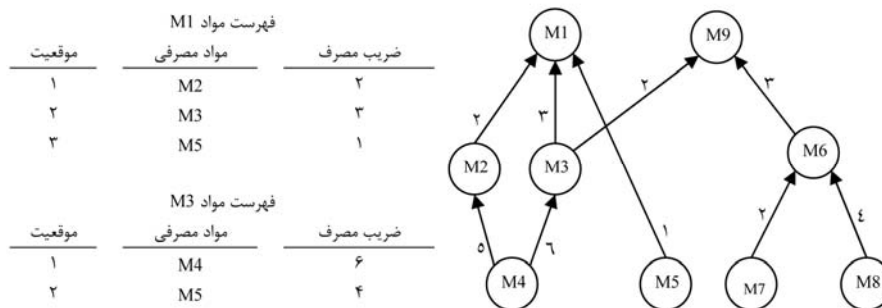 فهرست مواد M1
موقعیت مواد مصرفی ضریب مصرف
۱ M2 ۲
۲ M3 ۳
۳ M5 ۱
فهرست مواد M3
موقعیت مواد مصرفی ضریب مصرف
۱ M4 ۶
۲ M5 ۴
M1 M9
۲ ۳ ۲ ۳
M2 M3 M6
۵ ٦ ۱ ۲ ٤
M4 M5 M7 M8